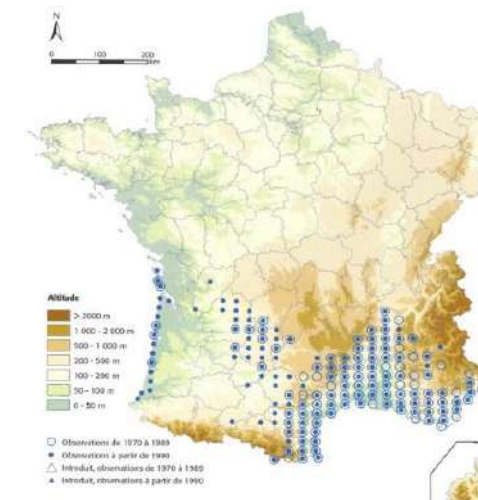 N
0 100 200
km
Altitude
> 2000 m
1 000 - 2 000 m
500 - 1 000 m
200 - 500 m
100 - 200 m
50 - 100 m
0 - 50 m
Observations de 1970 à 1989
Observations à partir de 1990
Introduit, observations de 1970 à 1989
Introduit, observations à partir de 1990